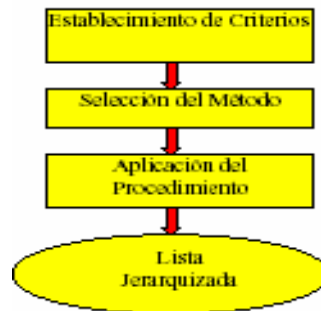 Establecimiento de Criterios
Selección del Método
Aplicación del
Procedimiento
Lista
Jerarquizada